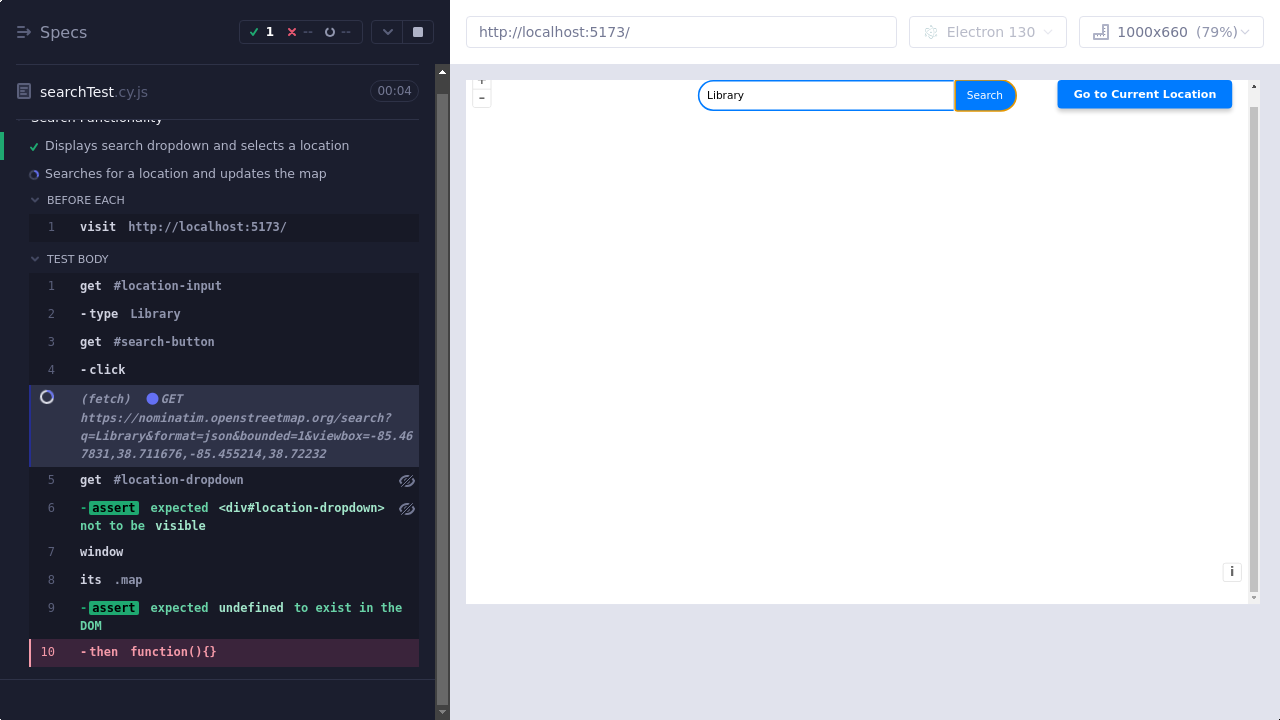 Specs
1
--
--
http://localhost:5173/
Electron 130
1000x660 (79%)
searchTest.cy.js
00:04
Search Functionality
Displays search dropdown and selects a location
Searches for a location and updates the map
BEFORE EACH
1 visit http://localhost:5173/
TEST BODY
1 get #location-input
2 -type Library
3 get #search-button
4 -click
(fetch) GET
https://nominatim.openstreetmap.org/search?
q=Library&format=json&bounded=1&viewbox=-85.46
7831,38.711676,-85.455214,38.72232
5 get #location-dropdown
6 -assert expected <div#location-dropdown>
not to be visible
7 window
8 its .map
9 -assert expected undefined to exist in the
DOM
10 -then function(){}
+
-
Library
Search
Go to Current Location
i